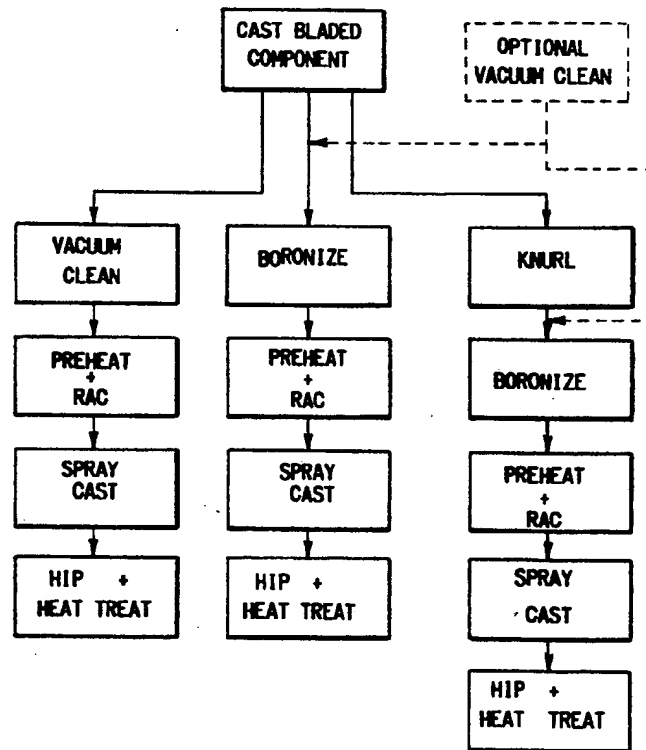 CAST BLADED
COMPONENT
OPTIONAL
VACUUM CLEAN
VACUUM
CLEAN
BORONIZE
KNURL
PREHEAT
+
RAC
PREHEAT
+
RAC
BORONIZE
SPRAY
CAST
SPRAY
CAST
PREHEAT
+
RAC
HIP +
HEAT TREAT
HIP +
HEAT TREAT
SPRAY
CAST
HIP +
HEAT TREAT